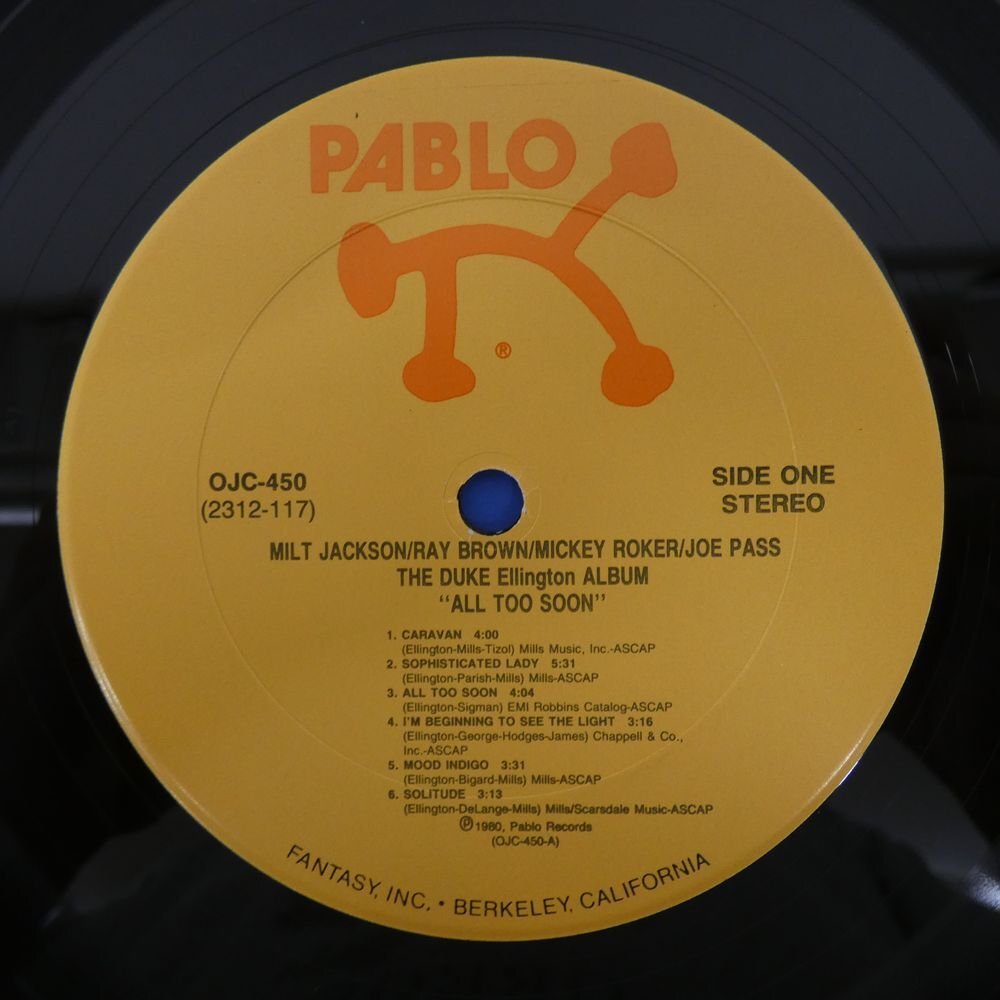 PABLO
®
OJC-450
(2312-117)
SIDE ONE
STEREO
MILT JACKSON/RAY BROWN/MICKEY ROKER/JOE PASS
THE DUKE Ellington ALBUM
“ALL TOO SOON”
1. CARAVAN 4:00
(Ellington-Mills-Tizol) Mills Music, Inc.-ASCAP
2. SOPHISTICATED LADY 5:31
(Ellington-Parish-Mills) Mills-ASCAP
3. ALL TOO SOON 4:04
(Ellington-Sigman) EMI Robbins Catalog-ASCAP
4. I'M BEGINNING TO SEE THE LIGHT 3:16
(Ellington-George-Hodges-James) Chappell & Co.,
Inc.-ASCAP
5. MOOD INDIGO 3:31
(Ellington-Bigard-Mills) Mills-ASCAP
6. SOLITUDE 3:13
(Ellington-DeLange-Mills) Mills/Scarsdale Music-ASCAP
℗ 1980, Pablo Records
(OJC-450-A)
FANTASY, INC. • BERKELEY, CALIFORNIA